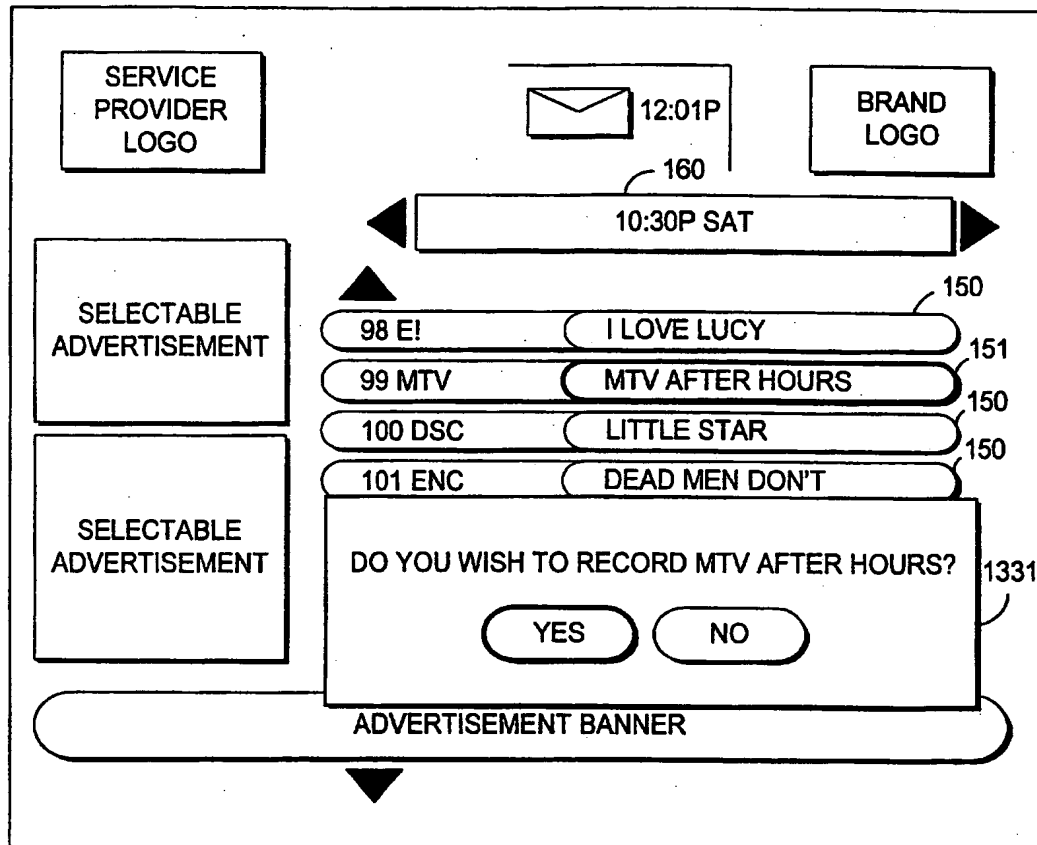 SERVICE
PROVIDER
LOGO
12:01P
BRAND
LOGO
160
10:30P SAT
SELECTABLE
ADVERTISEMENT
150
98 E! I LOVE LUCY
151
99 MTV MTV AFTER HOURS
150
100 DSC LITTLE STAR
150
101 ENC DEAD MEN DON'T
SELECTABLE
ADVERTISEMENT
DO YOU WISH TO RECORD MTV AFTER HOURS?
1331
YES NO
ADVERTISEMENT BANNER